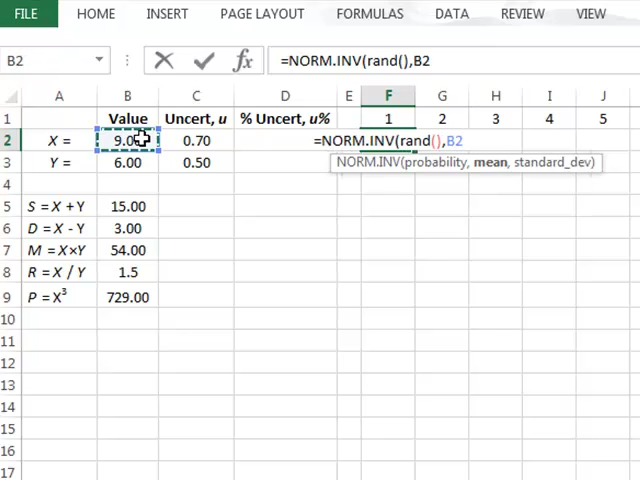 FILE HOME INSERT PAGE LAYOUT FORMULAS DATA REVIEW VIEW
B2 fx =NORM.INV(rand(),B2
A B C D E F G H I J
1 Value Uncert, u % Uncert, u% 1 2 3 4 5
2 X = 9.00 0.70 =NORM.INV(rand(),B2
3 Y = 6.00 0.50 NORM.INV(probability, mean, standard_dev)
4
5 S = X + Y 15.00
6 D = X - Y 3.00
7 M = X×Y 54.00
8 R = X / Y 1.5
9 P = X³ 729.00
10
11
12
13
14
15
16
17